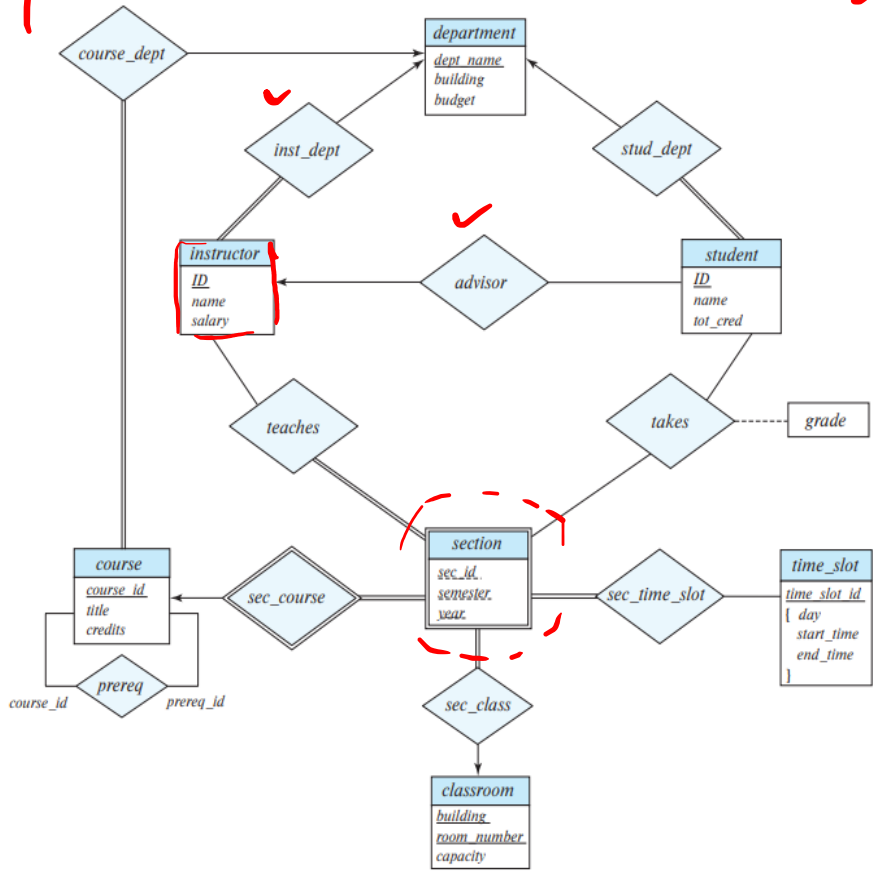 department
course_dept
dept_name
building
budget
inst_dept
stud_dept
instructor
ID
name
salary
advisor
student
ID
name
tot_cred
teaches
takes
grade
section
sec_id
semester
year
course
course_id
title
credits
sec_course
sec_time_slot
time_slot
time_slot_id
{ day
start_time
end_time
}
prereq
course_id
prereq_id
sec_class
classroom
building
room_number
capacity